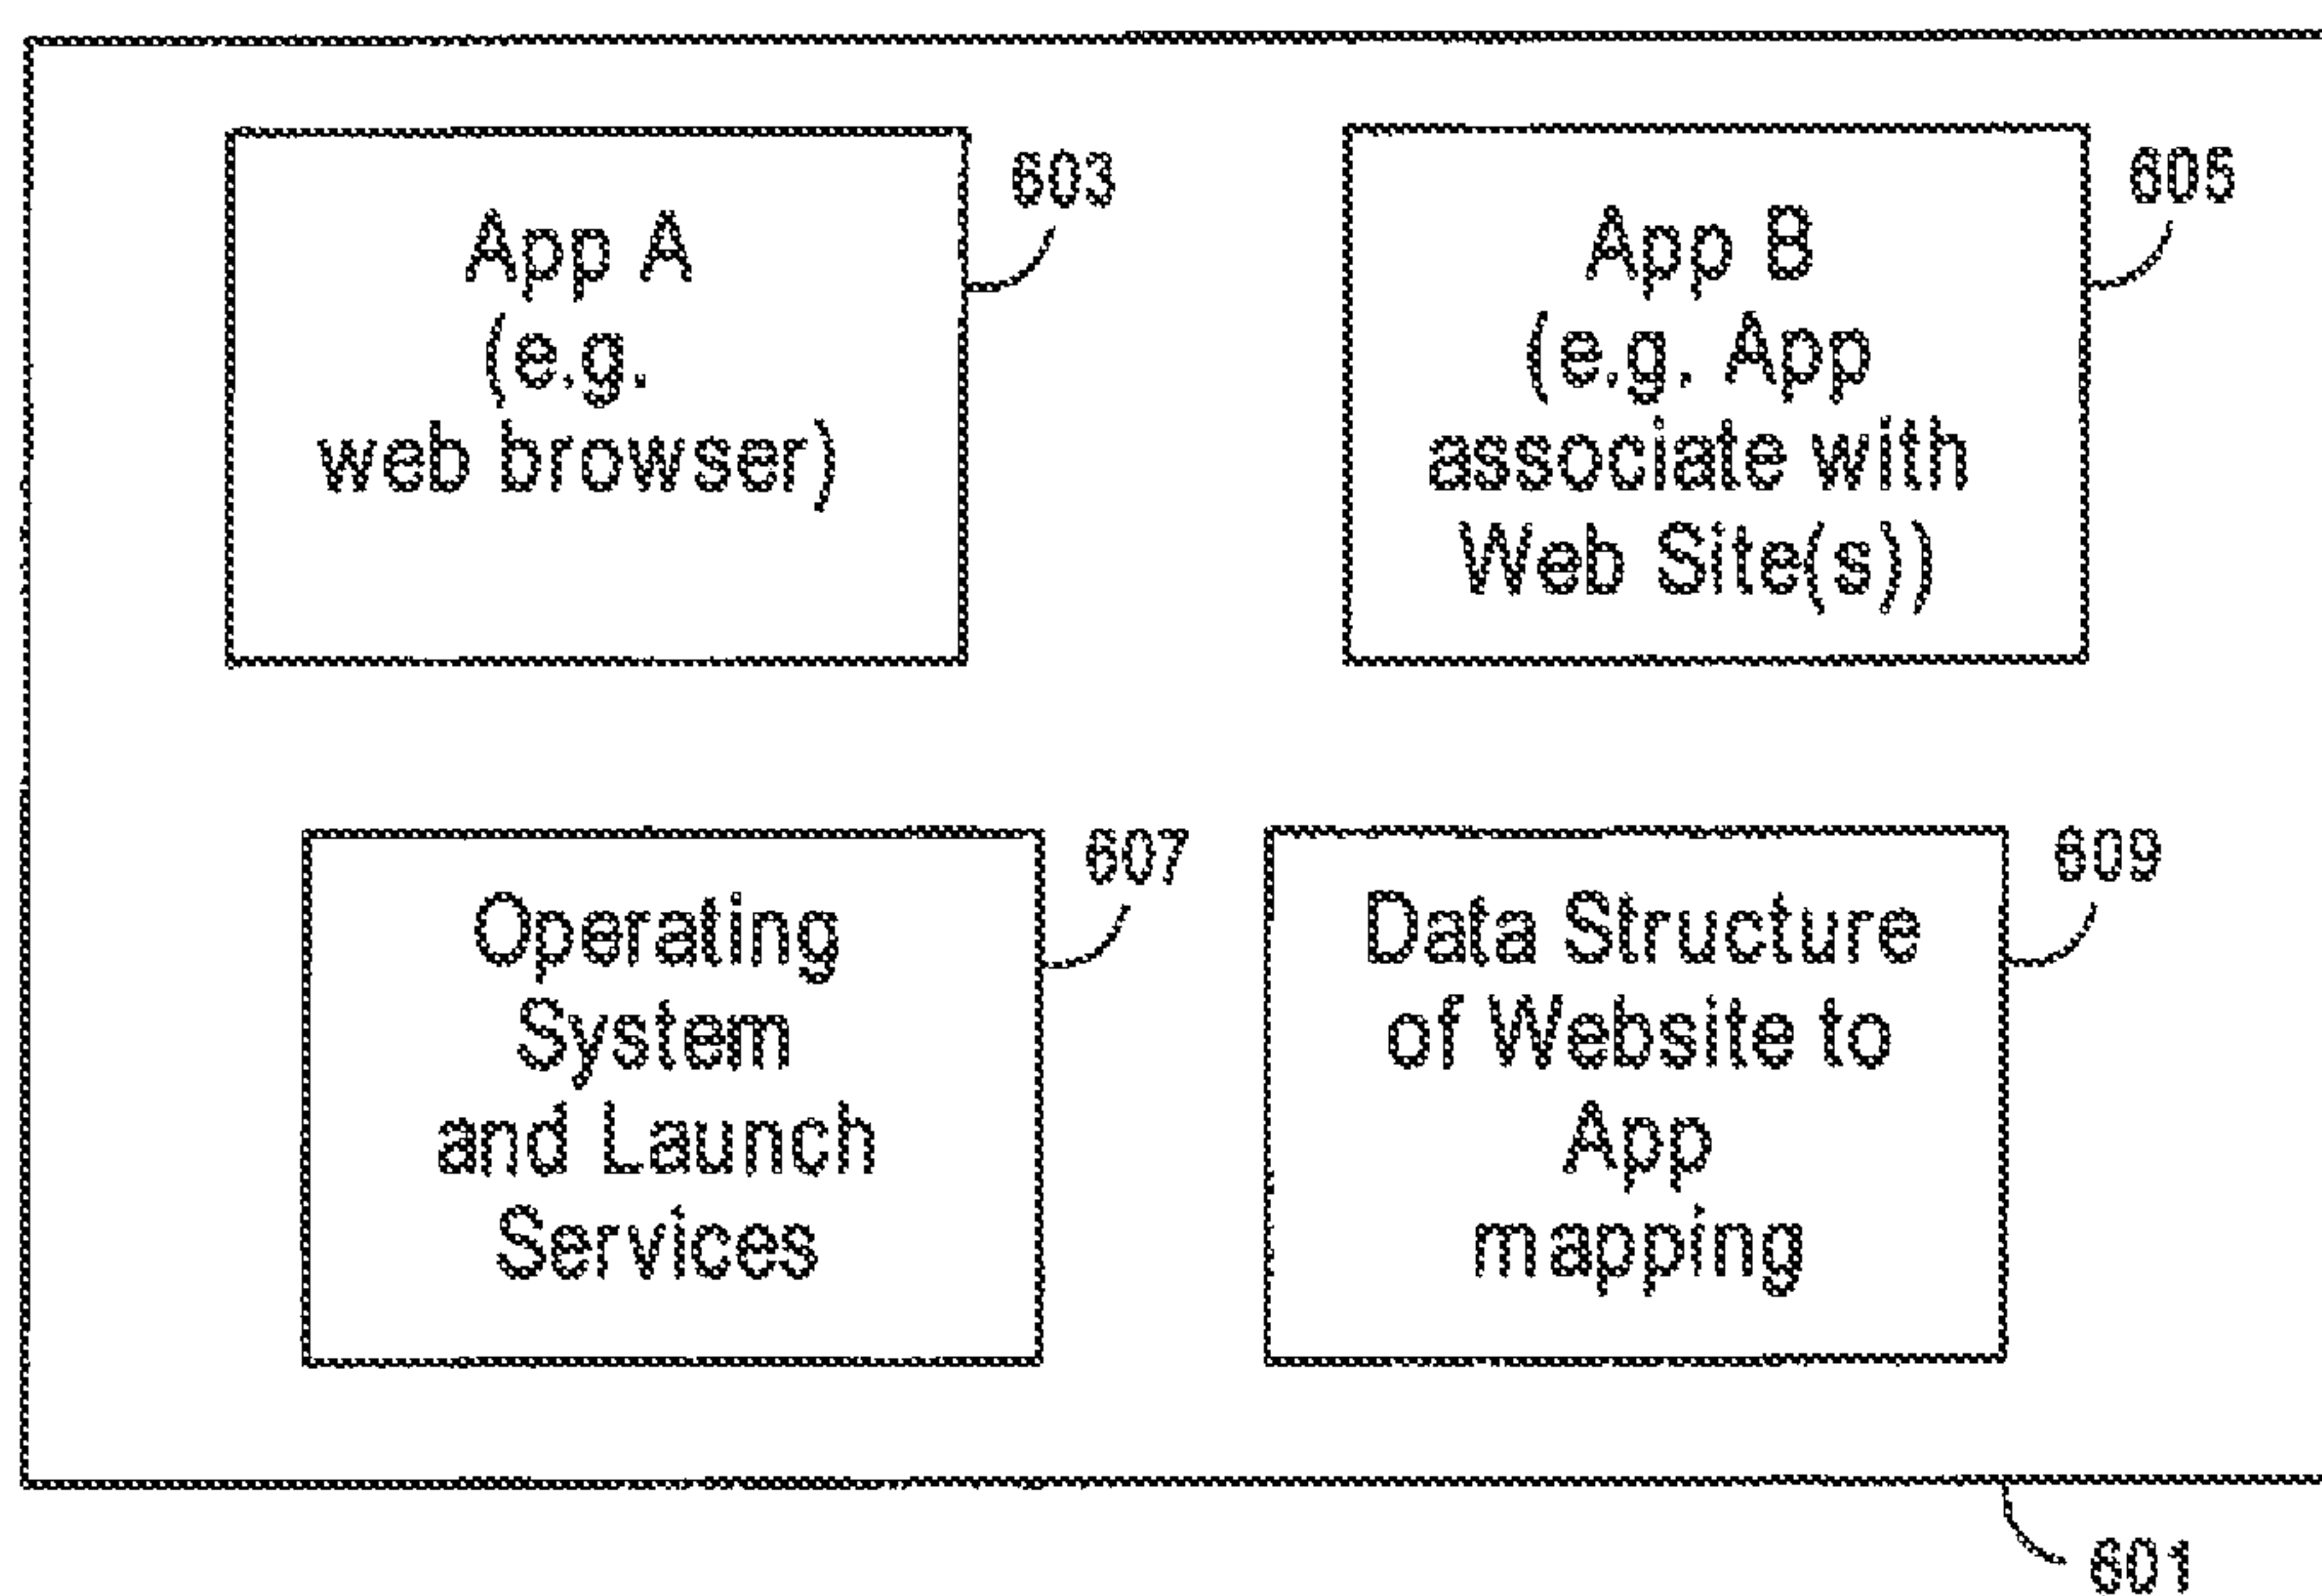 App A
(e.g.
web browser)
603
App B
(e.g. App
associate with
Web Site(s))
605
Operating
System
and Launch
Services
607
Data Structure
of Website to
App
mapping
609
601